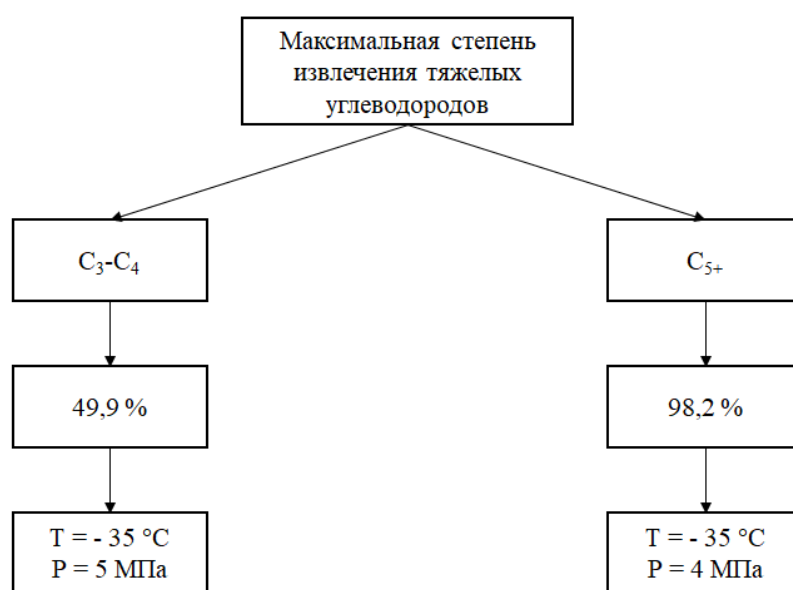 Максимальная степень
извлечения тяжелых
углеводородов
C₃-C₄
C₅₊
49,9 %
98,2 %
T = - 35 °C
P = 5 МПа
T = - 35 °C
P = 4 МПа